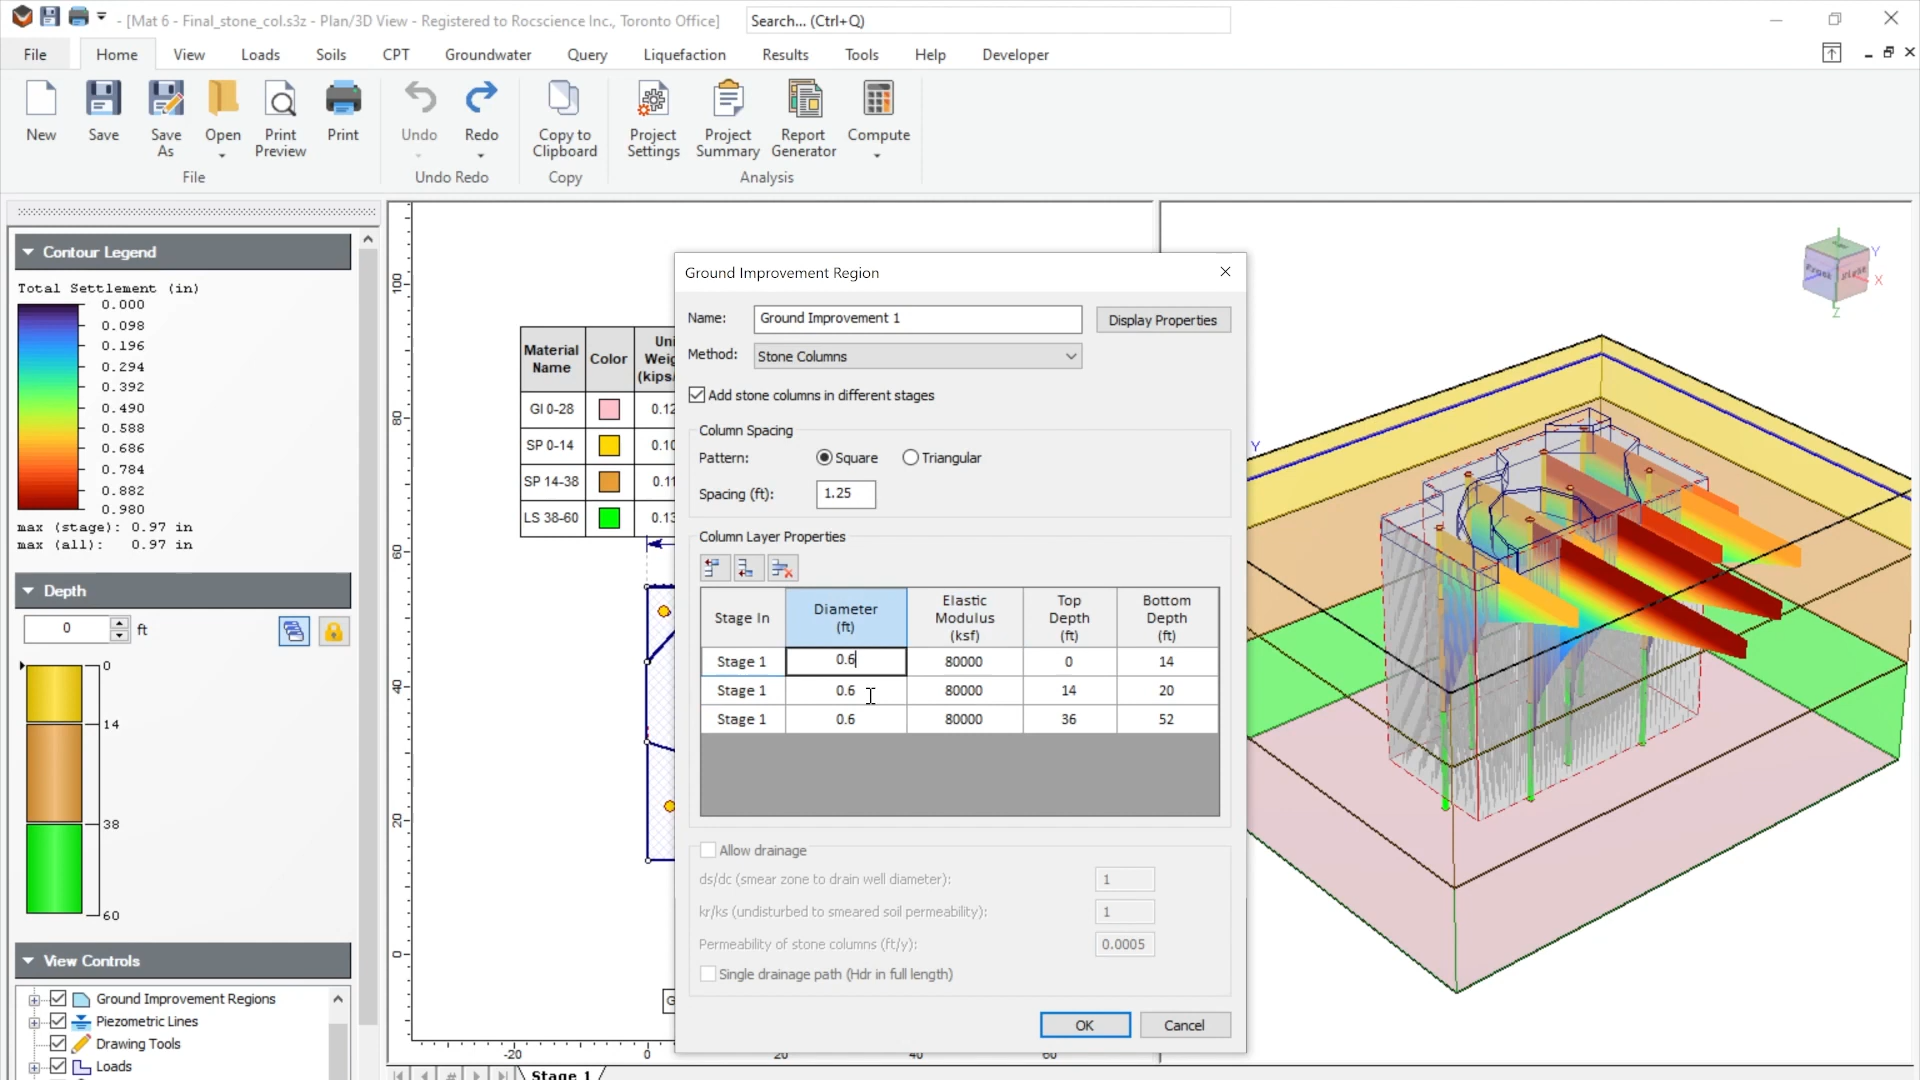 - [Mat 6 - Final_stone_col.s3z - Plan/3D View - Registered to Rocscience Inc., Toronto Office]
Search... (Ctrl+Q)
File Home View Loads Soils CPT Groundwater Query Liquefaction Results Tools Help Developer
New
Save
Save As
Open
Print Preview
Print
Undo
Redo
Copy to Clipboard
Project Settings
Project Summary
Report Generator
Compute
File
Undo Redo
Copy
Analysis
Contour Legend
Total Settlement (in)
0.000
0.098
0.196
0.294
0.392
0.490
0.588
0.686
0.784
0.882
0.980
max (stage): 0.97 in
max (all): 0.97 in
Depth
0 ft
0
14
38
60
View Controls
Ground Improvement Regions
Piezometric Lines
Drawing Tools
Loads
100
80
60
40
20
0
Material Name Color
GI 0-28
SP 0-14
SP 14-38
LS 38-60
-20 0 20 40 60
Stage 1
Ground Improvement Region
Name: Ground Improvement 1 Display Properties
Method: Stone Columns
Add stone columns in different stages
Column Spacing
Pattern: Square Triangular
Spacing (ft): 1.25
Column Layer Properties
Stage In Diameter (ft) Elastic Modulus (ksf) Top Depth (ft) Bottom Depth (ft)
Stage 1 0.6 80000 0 14
Stage 1 0.6 80000 14 20
Stage 1 0.6 80000 36 52
Allow drainage
ds/dc (smear zone to drain well diameter): 1
kr/ks (undisturbed to smeared soil permeability): 1
Permeability of stone columns (ft/y): 0.0005
Single drainage path (Hdr in full length)
OK Cancel
Y
Y
X
Z